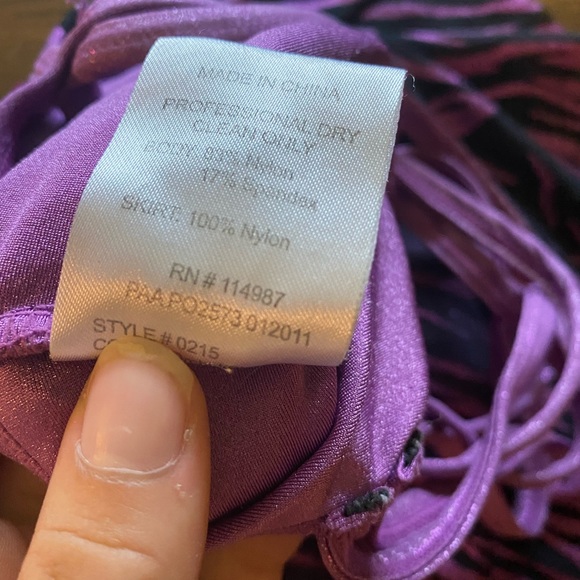 MADE IN CHINA
PROFESSIONAL DRY
CLEAN ONLY
BODY: 83% Nylon
17% Spandex
SKIRT: 100% Nylon
RN # 114987
PAA PO2573 012011
STYLE # 0215